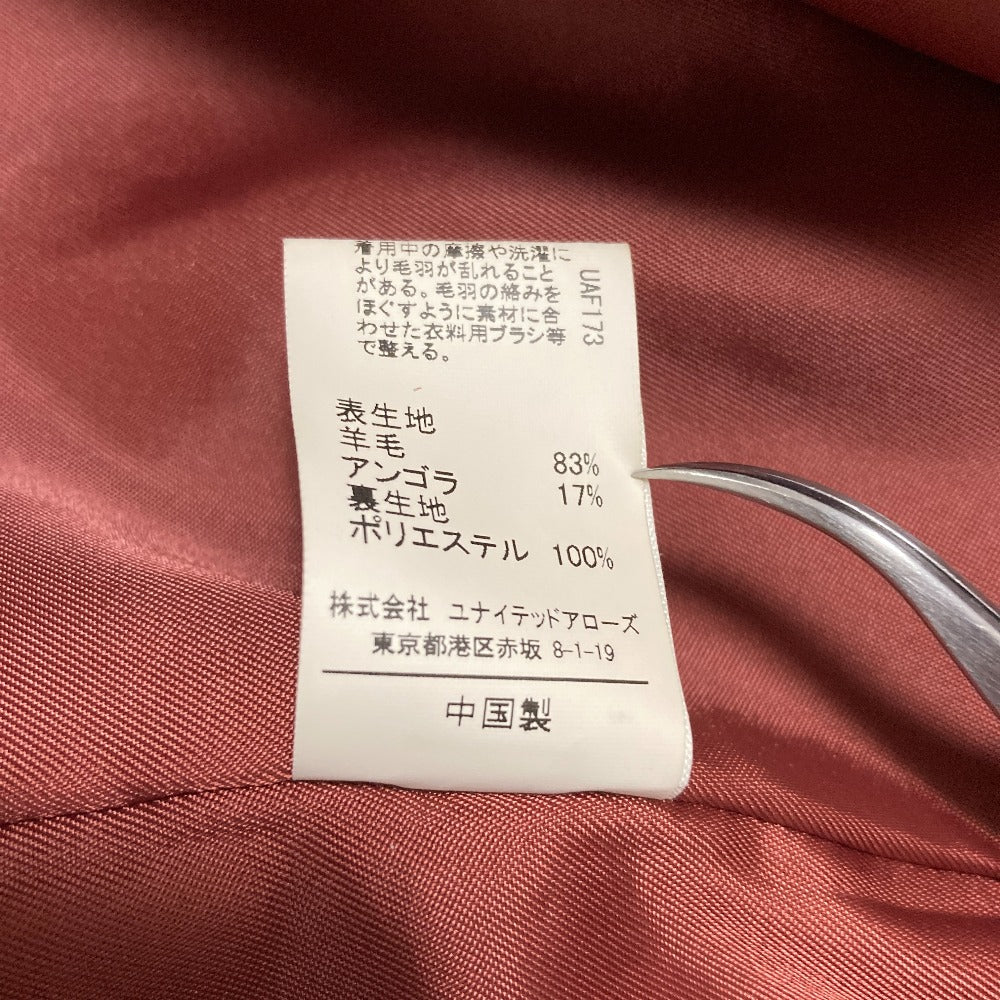 着用中の摩擦や洗濯に
より毛羽が乱れること
がある。毛羽の絡みを
ほぐすように素材に合
わせた衣料用ブラシ等
で整える。
UAF173
表生地
羊毛 83%
アンゴラ 17%
裏生地
ポリエステル 100%
株式会社 ユナイテッドアローズ
東京都港区赤坂 8-1-19
中国製